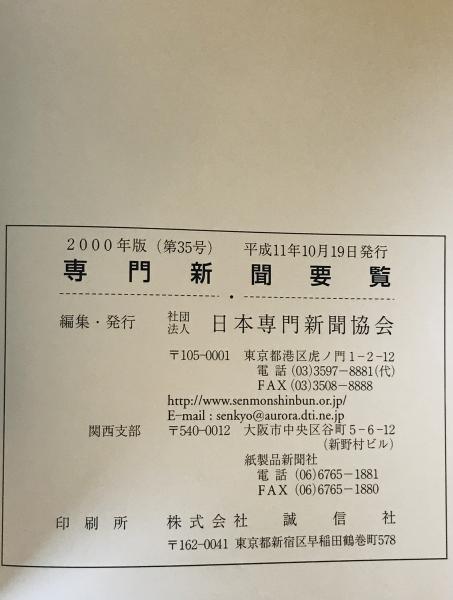 2000年版（第35号）　平成11年10月19日発行
専門新聞要覧
編集・発行　社団法人　日本専門新聞協会
〒105-0001　東京都港区虎ノ門1-2-12
電話 (03)3597-8881(代)
FAX (03)3508-8888
http://www.senmonshinbun.or.jp/
E-mail : senkyo@aurora.dti.ne.jp
関西支部　〒540-0012　大阪市中央区谷町5-6-12
(新野村ビル)
紙製品新聞社
電話 (06)6765-1881
FAX (06)6765-1880
印刷所　株式会社　誠信社
〒162-0041　東京都新宿区早稲田鶴巻町578